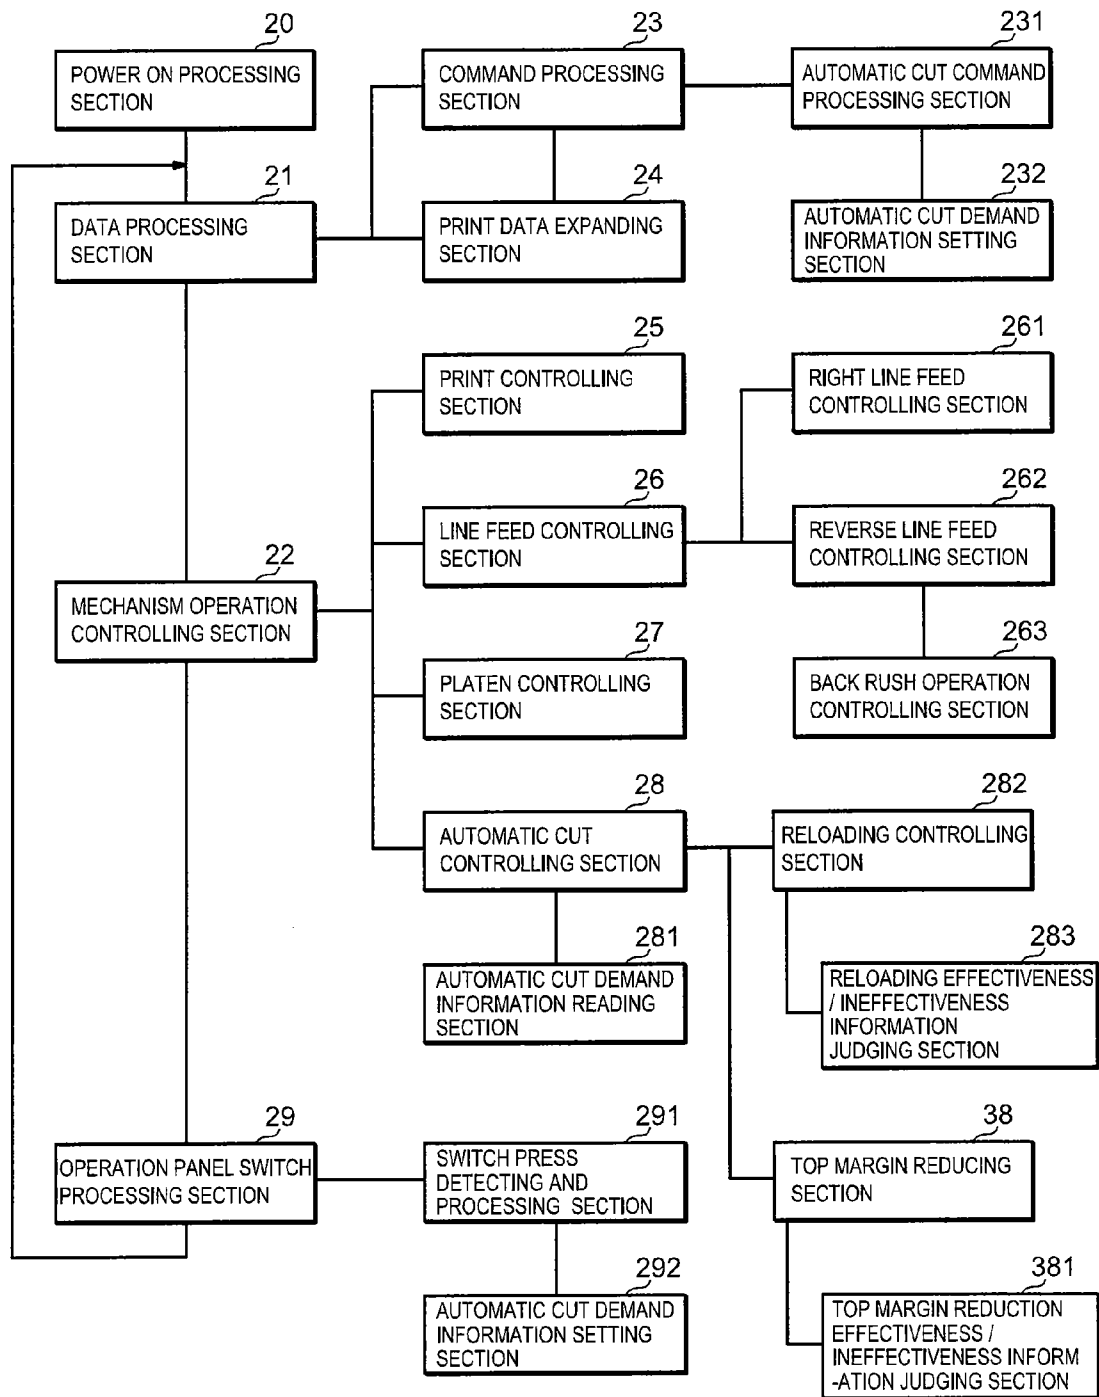 20
POWER ON PROCESSING
SECTION
23
COMMAND PROCESSING
SECTION
231
AUTOMATIC CUT COMMAND
PROCESSING SECTION
21
DATA PROCESSING
SECTION
24
PRINT DATA EXPANDING
SECTION
232
AUTOMATIC CUT DEMAND
INFORMATION SETTING
SECTION
25
PRINT CONTROLLING
SECTION
261
RIGHT LINE FEED
CONTROLLING SECTION
26
LINE FEED CONTROLLING
SECTION
262
REVERSE LINE FEED
CONTROLLING SECTION
22
MECHANISM OPERATION
CONTROLLING SECTION
27
PLATEN CONTROLLING
SECTION
263
BACK RUSH OPERATION
CONTROLLING SECTION
28
AUTOMATIC CUT
CONTROLLING SECTION
282
RELOADING CONTROLLING
SECTION
281
AUTOMATIC CUT DEMAND
INFORMATION READING
SECTION
283
RELOADING EFFECTIVENESS
/ INEFFECTIVENESS
INFORMATION
JUDGING SECTION
29
OPERATION PANEL SWITCH
PROCESSING SECTION
291
SWITCH PRESS
DETECTING AND
PROCESSING SECTION
38
TOP MARGIN REDUCING
SECTION
292
AUTOMATIC CUT DEMAND
INFORMATION SETTING
SECTION
381
TOP MARGIN REDUCTION
EFFECTIVENESS /
INEFFECTIVENESS INFORM
-ATION JUDGING SECTION